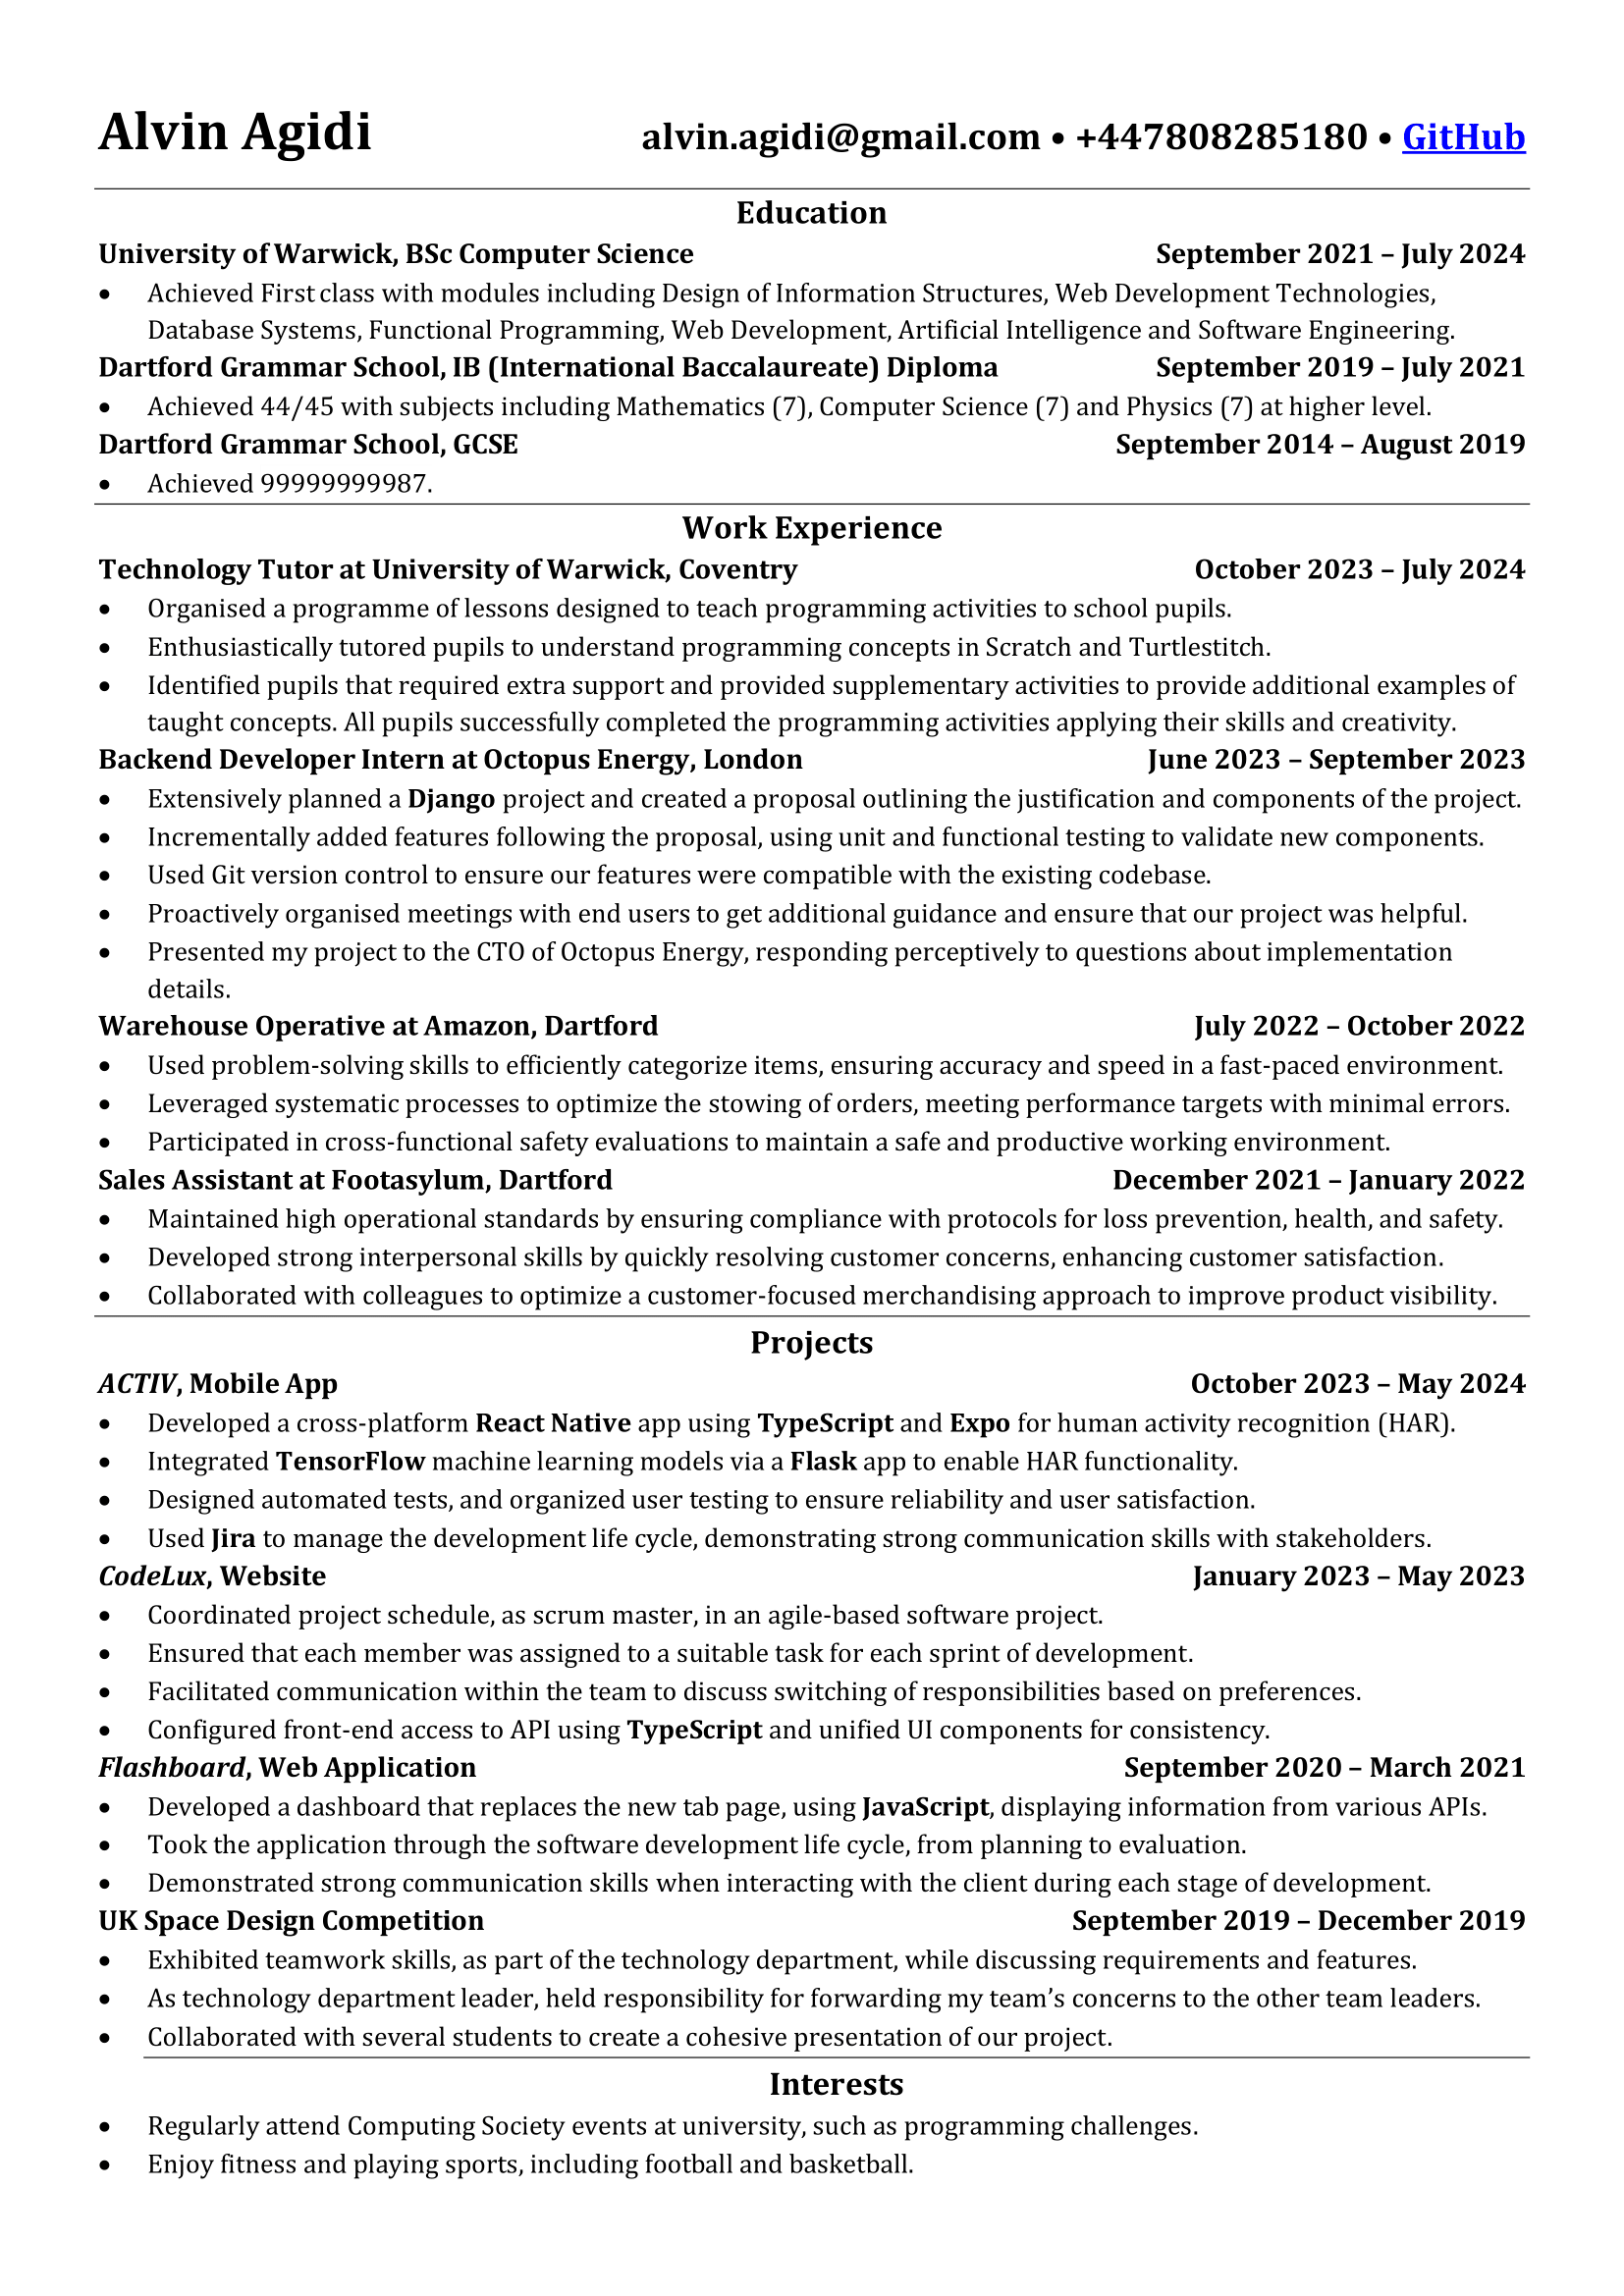 Alvin Agidi alvin.agidi@gmail.com • +447808285180 • GitHub
Education
University of Warwick, BSc Computer Science September 2021 – July 2024
• Achieved First class with modules including Design of Information Structures, Web Development Technologies,
Database Systems, Functional Programming, Web Development, Artificial Intelligence and Software Engineering.
Dartford Grammar School, IB (International Baccalaureate) Diploma September 2019 – July 2021
• Achieved 44/45 with subjects including Mathematics (7), Computer Science (7) and Physics (7) at higher level.
Dartford Grammar School, GCSE September 2014 – August 2019
• Achieved 99999999987.
Work Experience
Technology Tutor at University of Warwick, Coventry October 2023 – July 2024
• Organised a programme of lessons designed to teach programming activities to school pupils.
• Enthusiastically tutored pupils to understand programming concepts in Scratch and Turtlestitch.
• Identified pupils that required extra support and provided supplementary activities to provide additional examples of
taught concepts. All pupils successfully completed the programming activities applying their skills and creativity.
Backend Developer Intern at Octopus Energy, London June 2023 – September 2023
• Extensively planned a Django project and created a proposal outlining the justification and components of the project.
• Incrementally added features following the proposal, using unit and functional testing to validate new components.
• Used Git version control to ensure our features were compatible with the existing codebase.
• Proactively organised meetings with end users to get additional guidance and ensure that our project was helpful.
• Presented my project to the CTO of Octopus Energy, responding perceptively to questions about implementation
details.
Warehouse Operative at Amazon, Dartford July 2022 – October 2022
• Used problem-solving skills to efficiently categorize items, ensuring accuracy and speed in a fast-paced environment.
• Leveraged systematic processes to optimize the stowing of orders, meeting performance targets with minimal errors.
• Participated in cross-functional safety evaluations to maintain a safe and productive working environment.
Sales Assistant at Footasylum, Dartford December 2021 – January 2022
• Maintained high operational standards by ensuring compliance with protocols for loss prevention, health, and safety.
• Developed strong interpersonal skills by quickly resolving customer concerns, enhancing customer satisfaction.
• Collaborated with colleagues to optimize a customer-focused merchandising approach to improve product visibility.
Projects
ACTIV, Mobile App October 2023 – May 2024
• Developed a cross-platform React Native app using TypeScript and Expo for human activity recognition (HAR).
• Integrated TensorFlow machine learning models via a Flask app to enable HAR functionality.
• Designed automated tests, and organized user testing to ensure reliability and user satisfaction.
• Used Jira to manage the development life cycle, demonstrating strong communication skills with stakeholders.
CodeLux, Website January 2023 – May 2023
• Coordinated project schedule, as scrum master, in an agile-based software project.
• Ensured that each member was assigned to a suitable task for each sprint of development.
• Facilitated communication within the team to discuss switching of responsibilities based on preferences.
• Configured front-end access to API using TypeScript and unified UI components for consistency.
Flashboard, Web Application September 2020 – March 2021
• Developed a dashboard that replaces the new tab page, using JavaScript, displaying information from various APIs.
• Took the application through the software development life cycle, from planning to evaluation.
• Demonstrated strong communication skills when interacting with the client during each stage of development.
UK Space Design Competition September 2019 – December 2019
• Exhibited teamwork skills, as part of the technology department, while discussing requirements and features.
• As technology department leader, held responsibility for forwarding my team’s concerns to the other team leaders.
• Collaborated with several students to create a cohesive presentation of our project.
Interests
• Regularly attend Computing Society events at university, such as programming challenges.
• Enjoy fitness and playing sports, including football and basketball.